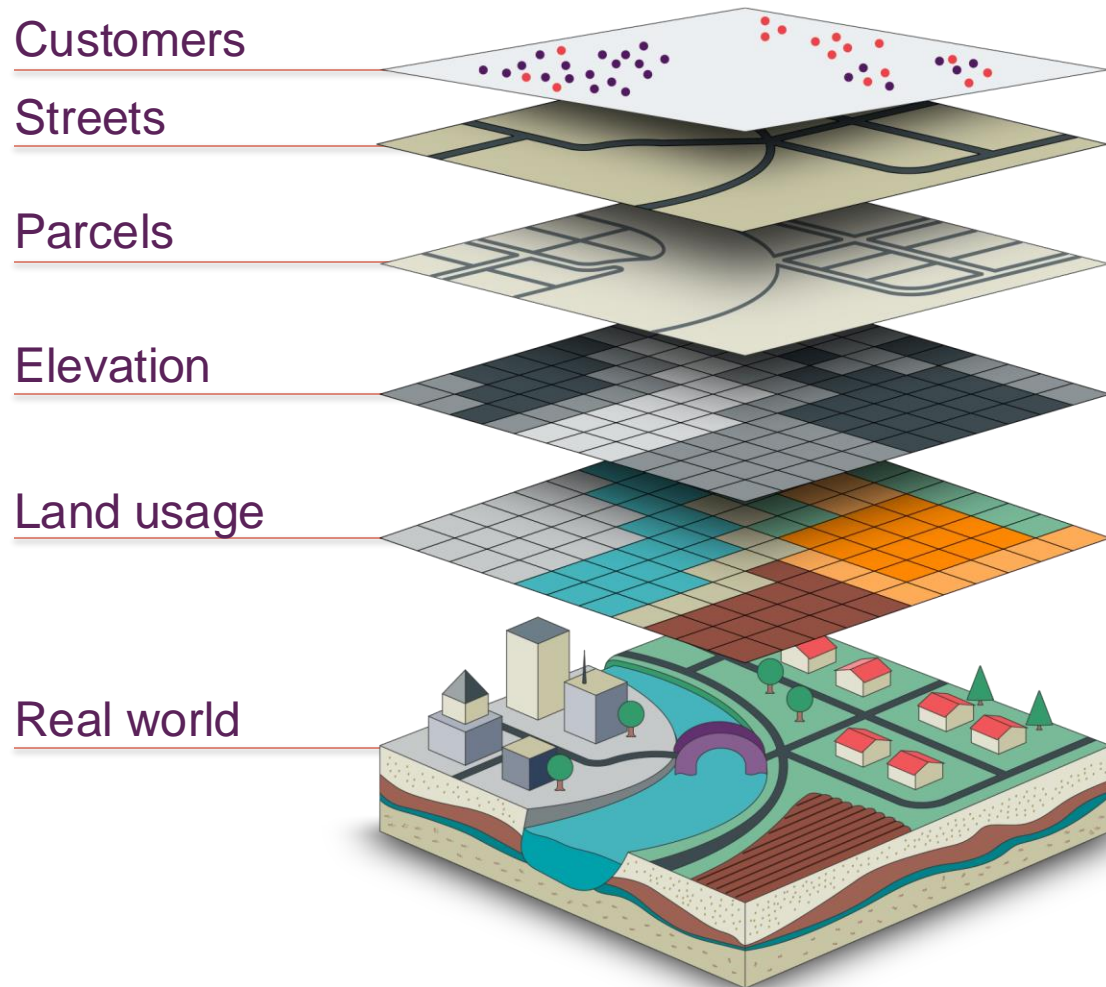 Customers
Streets
Parcels
Elevation
Land usage
Real world